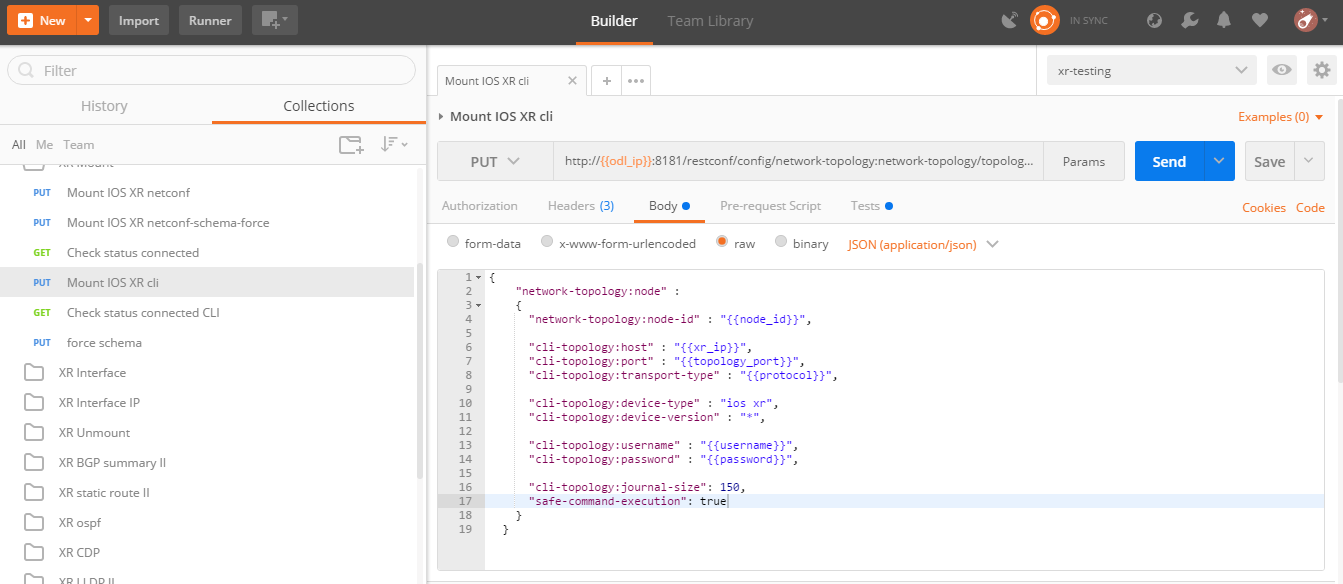 New Import Runner Builder Team Library IN SYNC
Filter
History Collections
All Me Team
XR Mount
PUT Mount IOS XR netconf
PUT Mount IOS XR netconf-schema-force
GET Check status connected
PUT Mount IOS XR cli
GET Check status connected CLI
PUT force schema
XR Interface
XR Interface IP
XR Unmount
XR BGP summary II
XR static route II
XR ospf
XR CDP
XR LLDP II
Mount IOS XR cli
xr-testing
Mount IOS XR cli Examples (0)
PUT http://{{odl_ip}}:8181/restconf/config/network-topology:network-topology/topolog... Params Send Save
Authorization Headers (3) Body Pre-request Script Tests Cookies Code
form-data x-www-form-urlencoded raw binary JSON (application/json)
1 {
2 "network-topology:node" :
3 {
4 "network-topology:node-id" : "{{node_id}}",
5
6 "cli-topology:host" : "{{xr_ip}}",
7 "cli-topology:port" : "{{topology_port}}",
8 "cli-topology:transport-type" : "{{protocol}}",
9
10 "cli-topology:device-type" : "ios xr",
11 "cli-topology:device-version" : "*",
12
13 "cli-topology:username" : "{{username}}",
14 "cli-topology:password" : "{{password}}",
15
16 "cli-topology:journal-size": 150,
17 "safe-command-execution": true
18 }
19 }